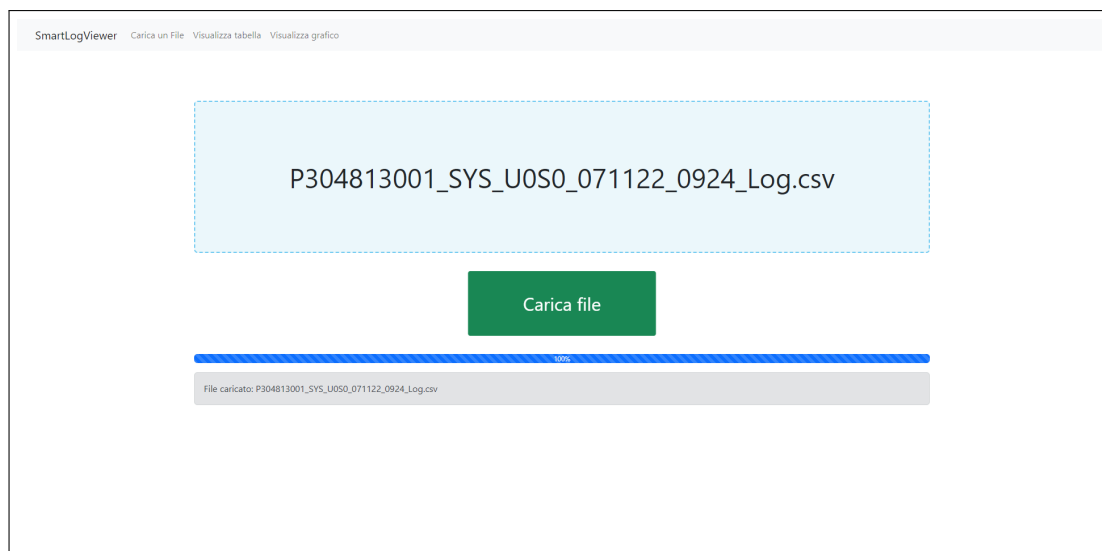 SmartLogViewer Carica un File Visualizza tabella Visualizza grafico
P304813001_SYS_U0S0_071122_0924_Log.csv
Carica file
100%
File caricato: P304813001_SYS_U0S0_071122_0924_Log.csv